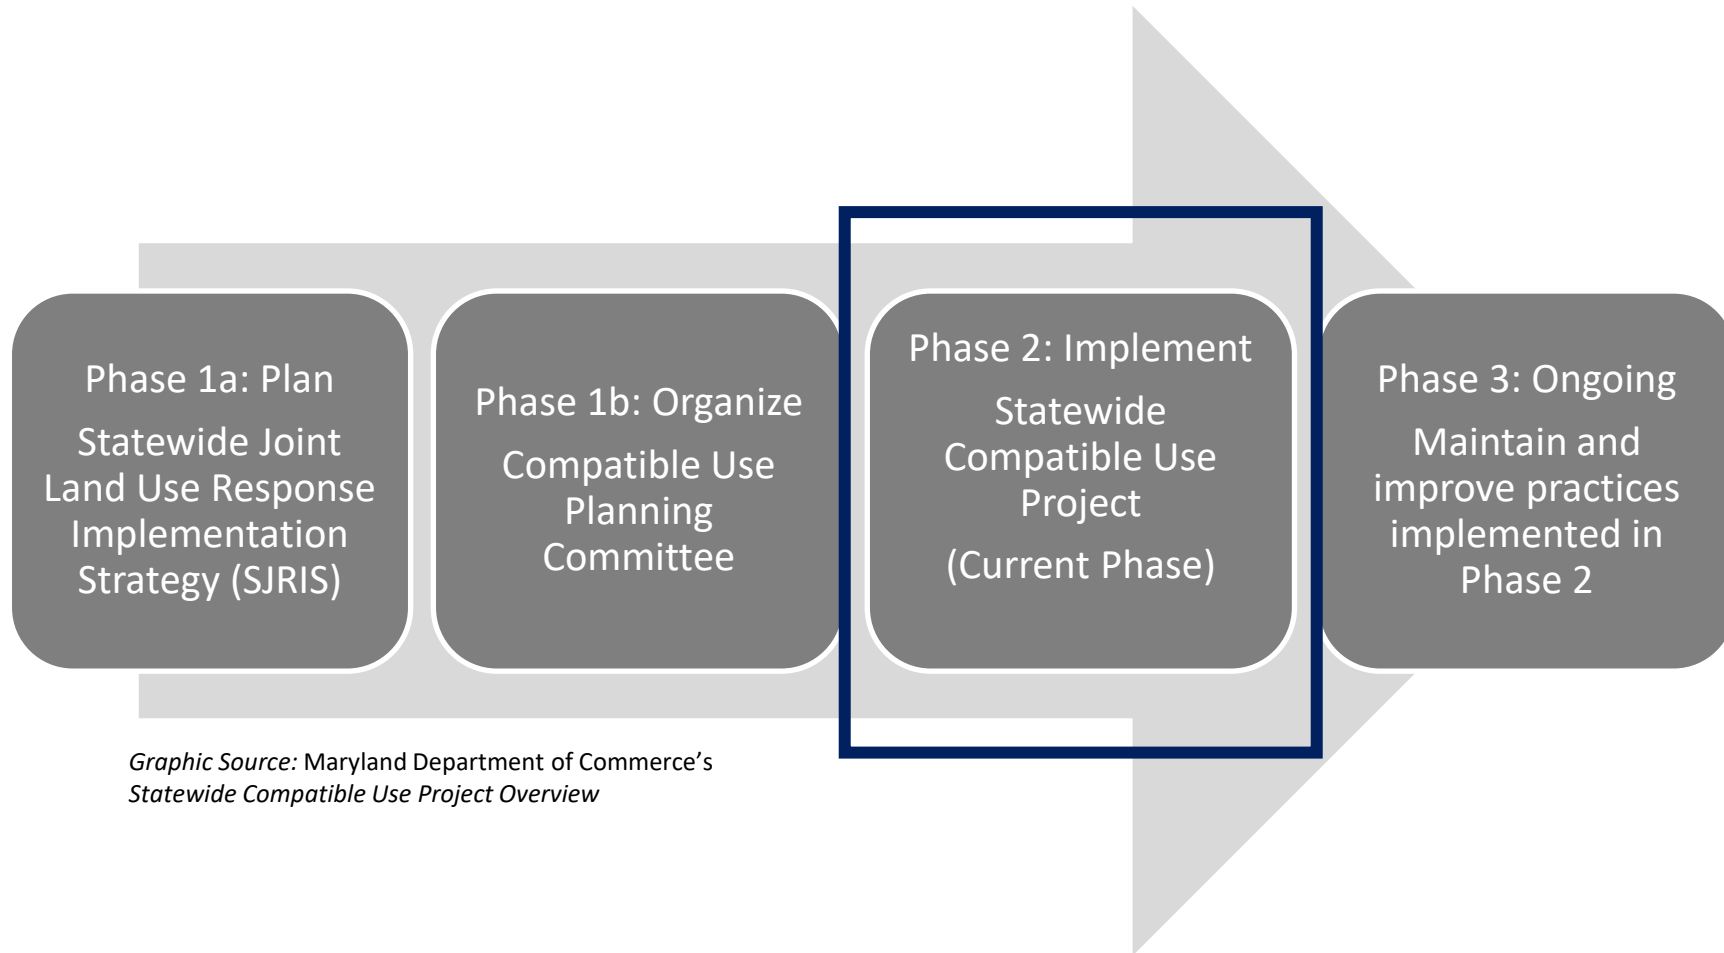 Phase 1a: Plan
Statewide Joint
Land Use Response
Implementation
Strategy (SJRIS)
Phase 1b: Organize
Compatible Use
Planning
Committee
Phase 2: Implement
Statewide
Compatible Use
Project
(Current Phase)
Phase 3: Ongoing
Maintain and
improve practices
implemented in
Phase 2
Graphic Source: Maryland Department of Commerce’s
Statewide Compatible Use Project Overview